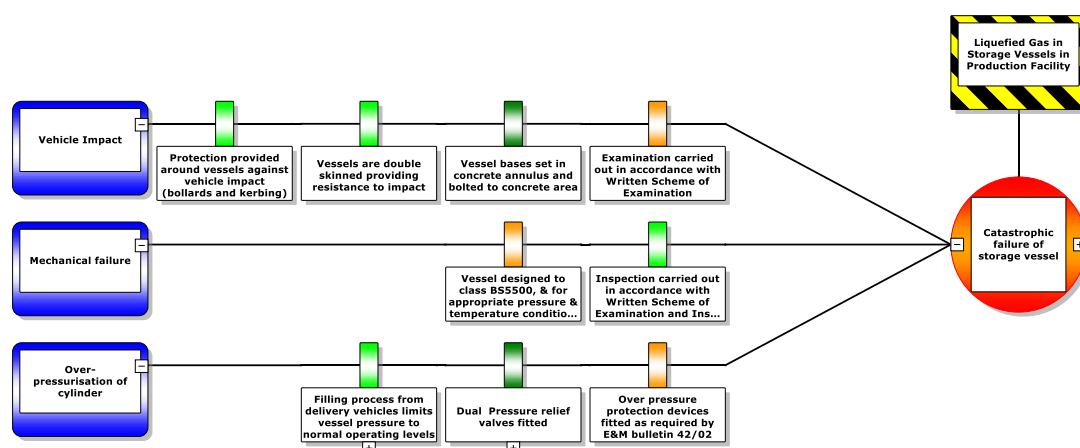 Liquefied Gas in
Storage Vessels in
Production Facility
Vehicle Impact
Protection provided
around vessels against
vehicle impact
(bollards and kerbing)
Vessels are double
skinned providing
resistance to impact
Vessel bases set in
concrete annulus and
bolted to concrete area
Examination carried
out in accordance with
Written Scheme of
Examination
Mechanical failure
Vessel designed to
class BS5500, & for
appropriate pressure &
temperature conditio...
Inspection carried out
in accordance with
Written Scheme of
Examination and Ins...
Catastrophic
failure of
storage vessel
Over-
pressurisation of
cylinder
Filling process from
delivery vehicles limits
vessel pressure to
normal operating levels
Dual Pressure relief
valves fitted
Over pressure
protection devices
fitted as required by
E&M bulletin 42/02